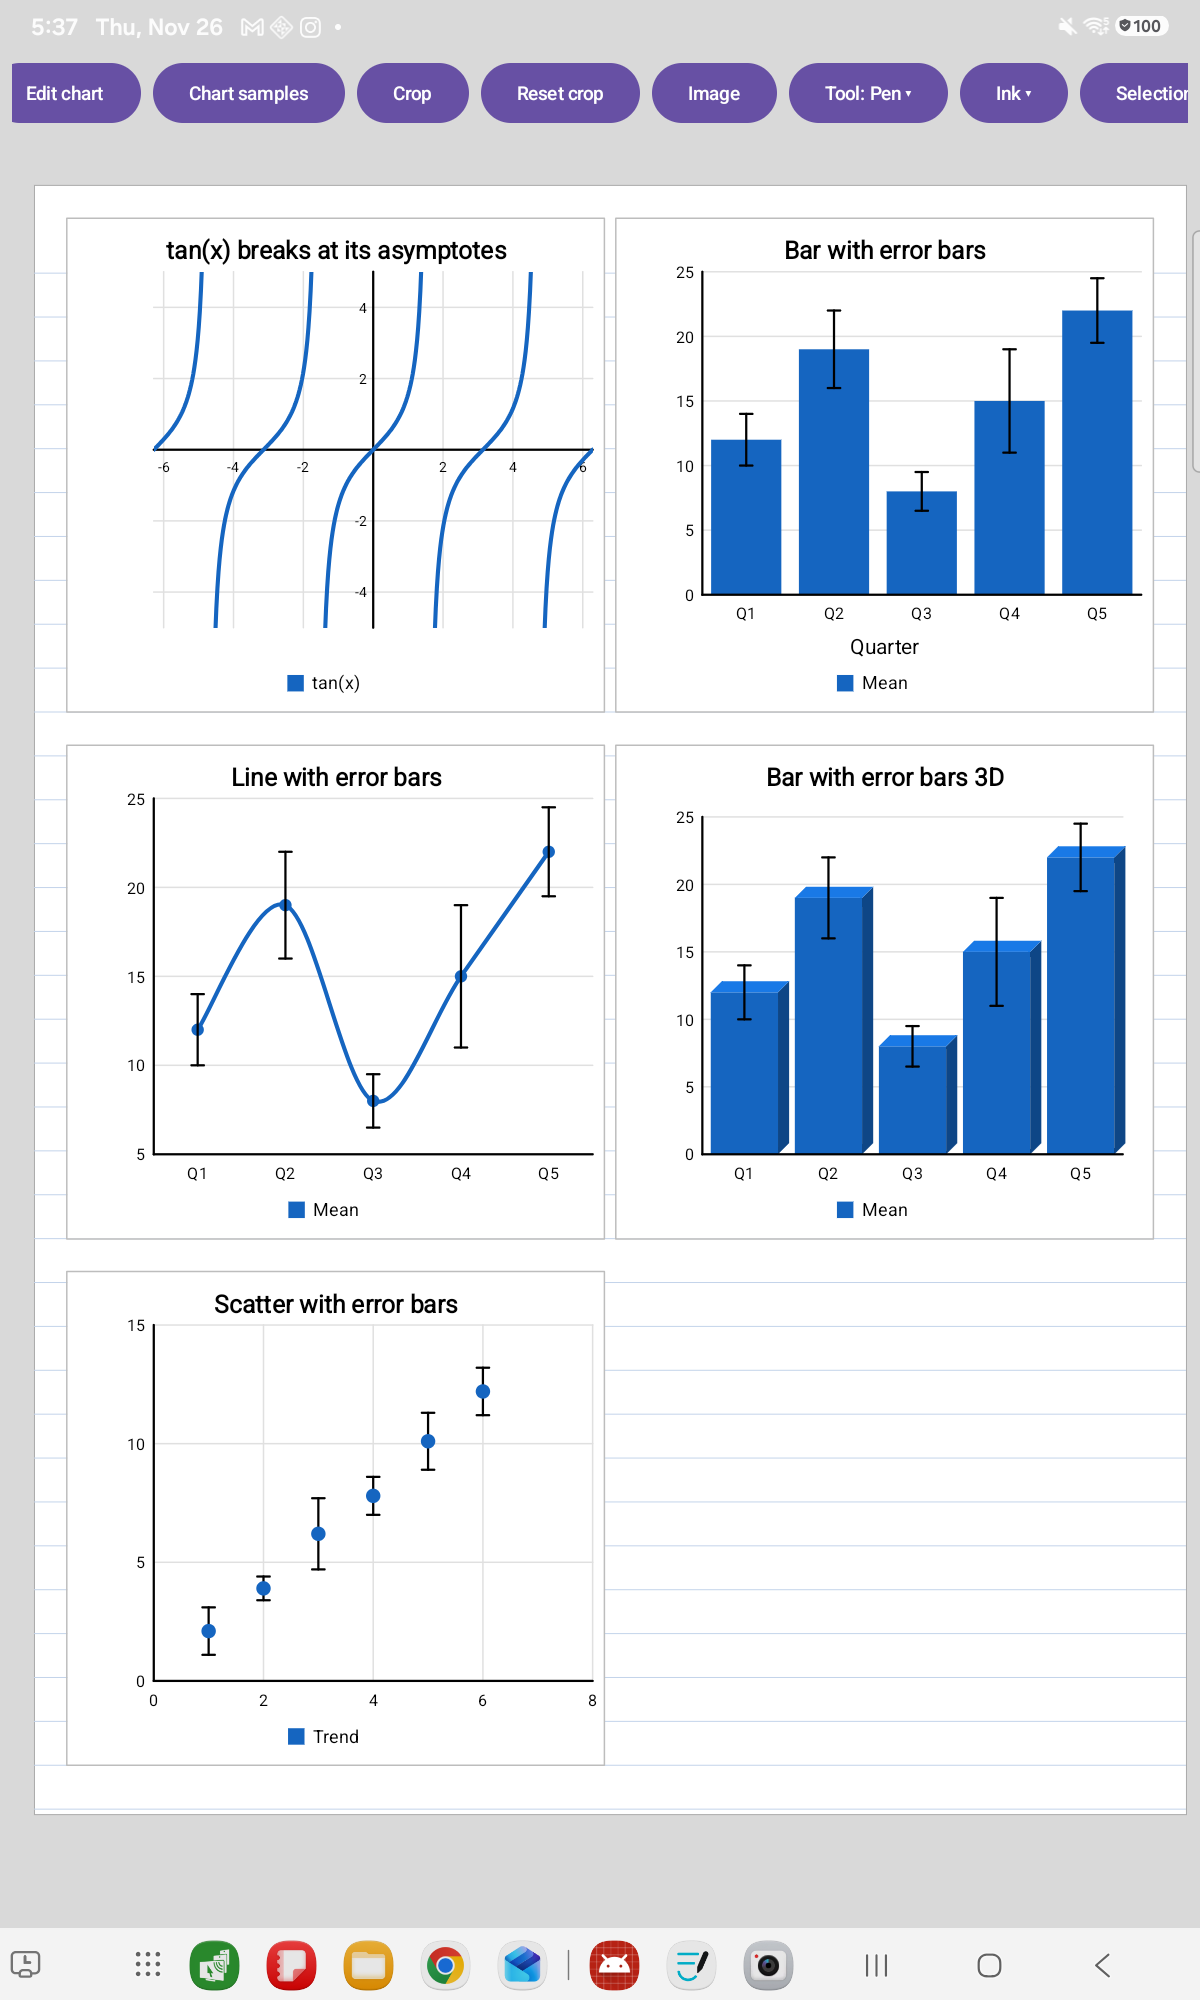 5:37 Thu, Nov 26
100
Edit chart Chart samples Crop Reset crop Image Tool: Pen ▾ Ink ▾ Selection
tan(x) breaks at its asymptotes
4
2
-6 -4 -2 2 4 6
-2
-4
tan(x)
Bar with error bars
25
20
15
10
5
0
Q1 Q2 Q3 Q4 Q5
Quarter
Mean
Line with error bars
25
20
15
10
5
Q1 Q2 Q3 Q4 Q5
Mean
Bar with error bars 3D
25
20
15
10
5
0
Q1 Q2 Q3 Q4 Q5
Mean
Scatter with error bars
15
10
5
0
0 2 4 6 8
Trend